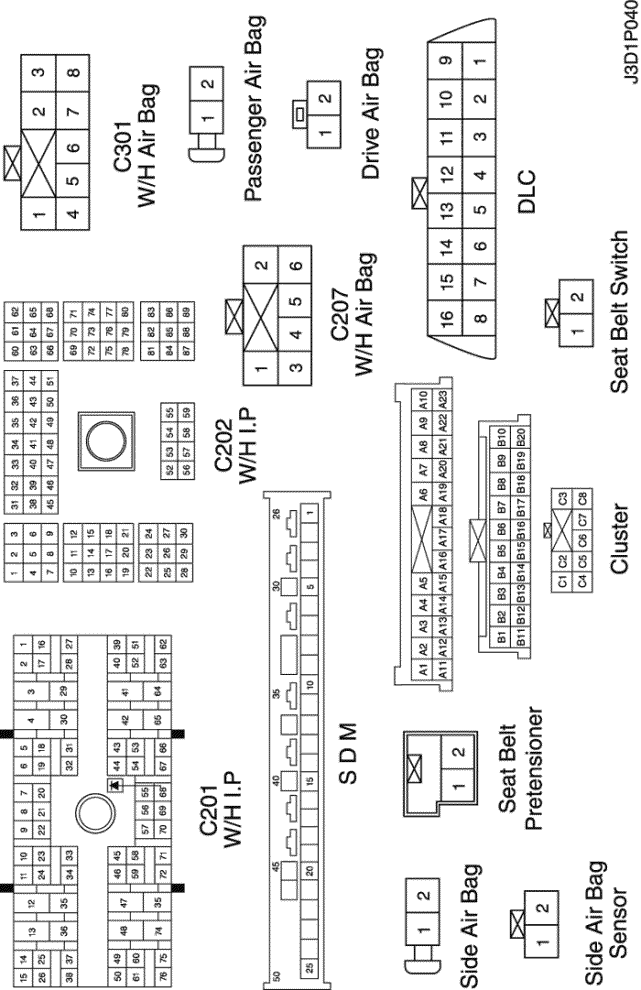 15 14 13 12 11 10 9 8 7 6 5 4 3 2 1
26 25 24 23 22 21 20 19 18 17 16
38 37 36 35 34 33 32 31 30 29 28 27
50 49 48 47 46 45 44 43 42 41 40 39
61 60 59 58 57 56 55 54 53 52 51
76 75 74 35 72 71 70 69 68 67 66 65 64 63 62
C201
W/H I.P
1 2 3
4 5 6
7 8 9
10 11 12
13 14 15
16 17 18
19 20 21
22 23 24
25 26 27
28 29 30
31 32 33 34 35 36 37
38 39 40 41 42 43 44
45 46 47 48 49 50 51
52 53 54 55
56 57 58 59
60 61 62
63 64 65
66 67 68
69 70 71
72 73 74
75 76 77
78 79 80
81 82 83
84 85 86
87 88 89
C202
W/H I.P
1 2 3
4 5 6 7 8
C301
W/H Air Bag
50 45 40 35 30 26
25 20 15 10 5 1
S D M
1 2
3 4 5 6
C207
W/H Air Bag
1 2
Passenger Air Bag
1 2
Drive Air Bag
1 2
Side Air Bag
1 2
Seat Belt
Pretensioner
A1 A2 A3 A4 A5 A6 A7 A8 A9 A10
A11 A12 A13 A14 A15 A16 A17 A18 A19 A20 A21 A22 A23
B1 B2 B3 B4 B5 B6 B7 B8 B9 B10
B11 B12 B13 B14 B15 B16 B17 B18 B19 B20
C1 C2 C3
C4 C5 C6 C7 C8
Cluster
16 15 14 13 12 11 10 9
8 7 6 5 4 3 2 1
DLC
1 2
Side Air Bag
Sensor
1 2
Seat Belt Switch
J3D1P040